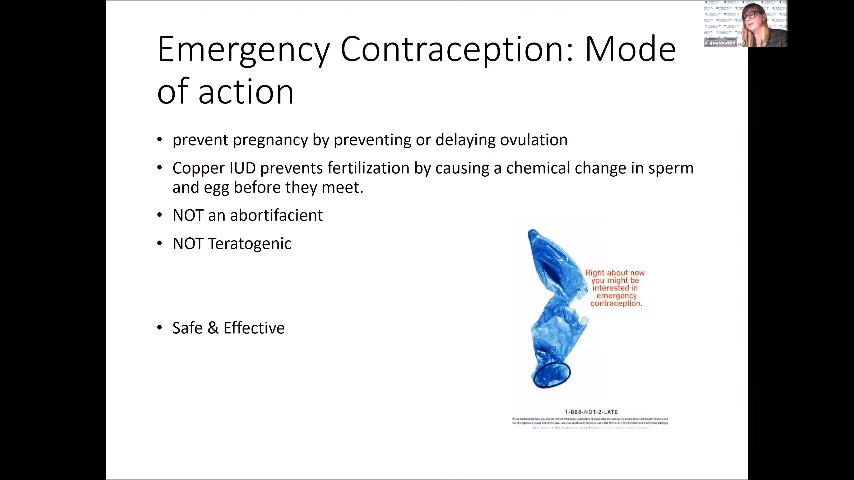 Emergency Contraception: Mode
of action
• prevent pregnancy by preventing or delaying ovulation
• Copper IUD prevents fertilization by causing a chemical change in sperm
and egg before they meet.
• NOT an abortifacient
• NOT Teratogenic
• Safe & Effective
Right about now
you might be
interested in
emergency
contraception.
1-888-NOT-2-LATE